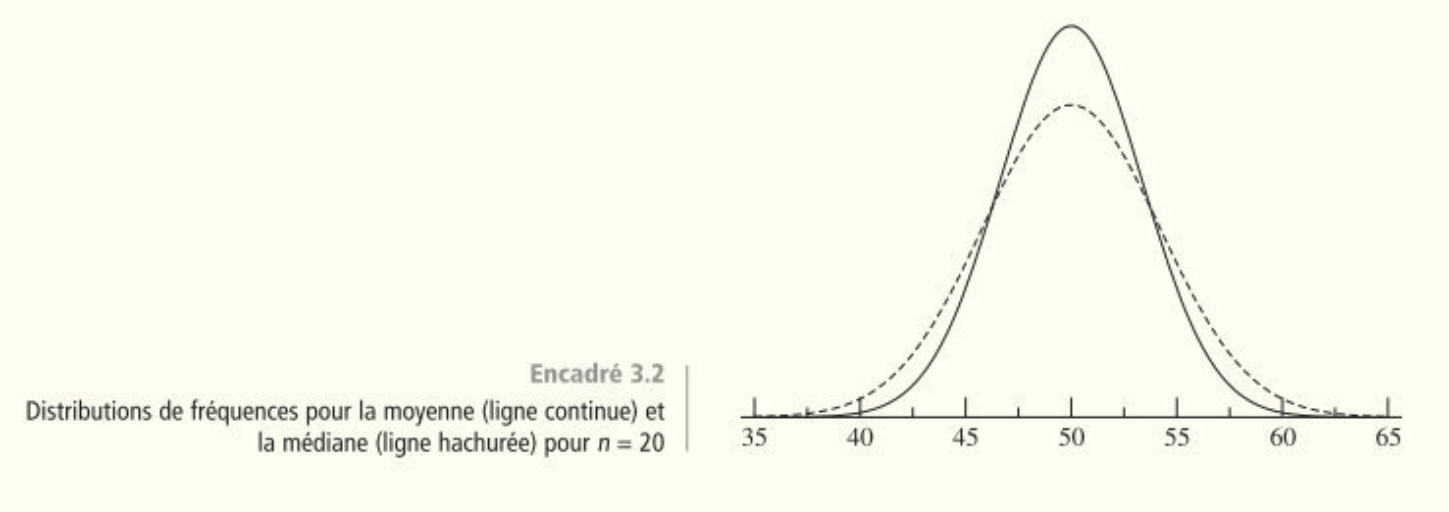 Encadré 3.2
Distributions de fréquences pour la moyenne (ligne continue) et
la médiane (ligne hachurée) pour n = 20
35 40 45 50 55 60 65